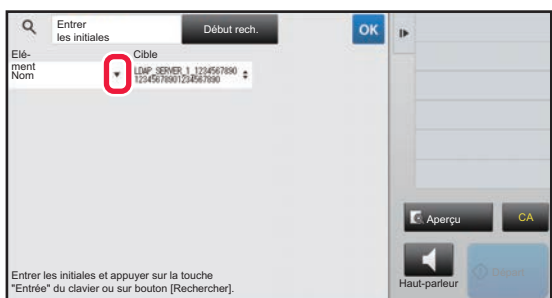 Entrer
les initiales
Début rech.
OK
Elé-
ment
Nom
Cible
LDAP_SERVER_1_1234567890
12345678901234567890
Aperçu
CA
Entrer les initiales et appuyer sur la touche
"Entrée" du clavier ou sur bouton [Rechercher].
Haut-parleur
Départ